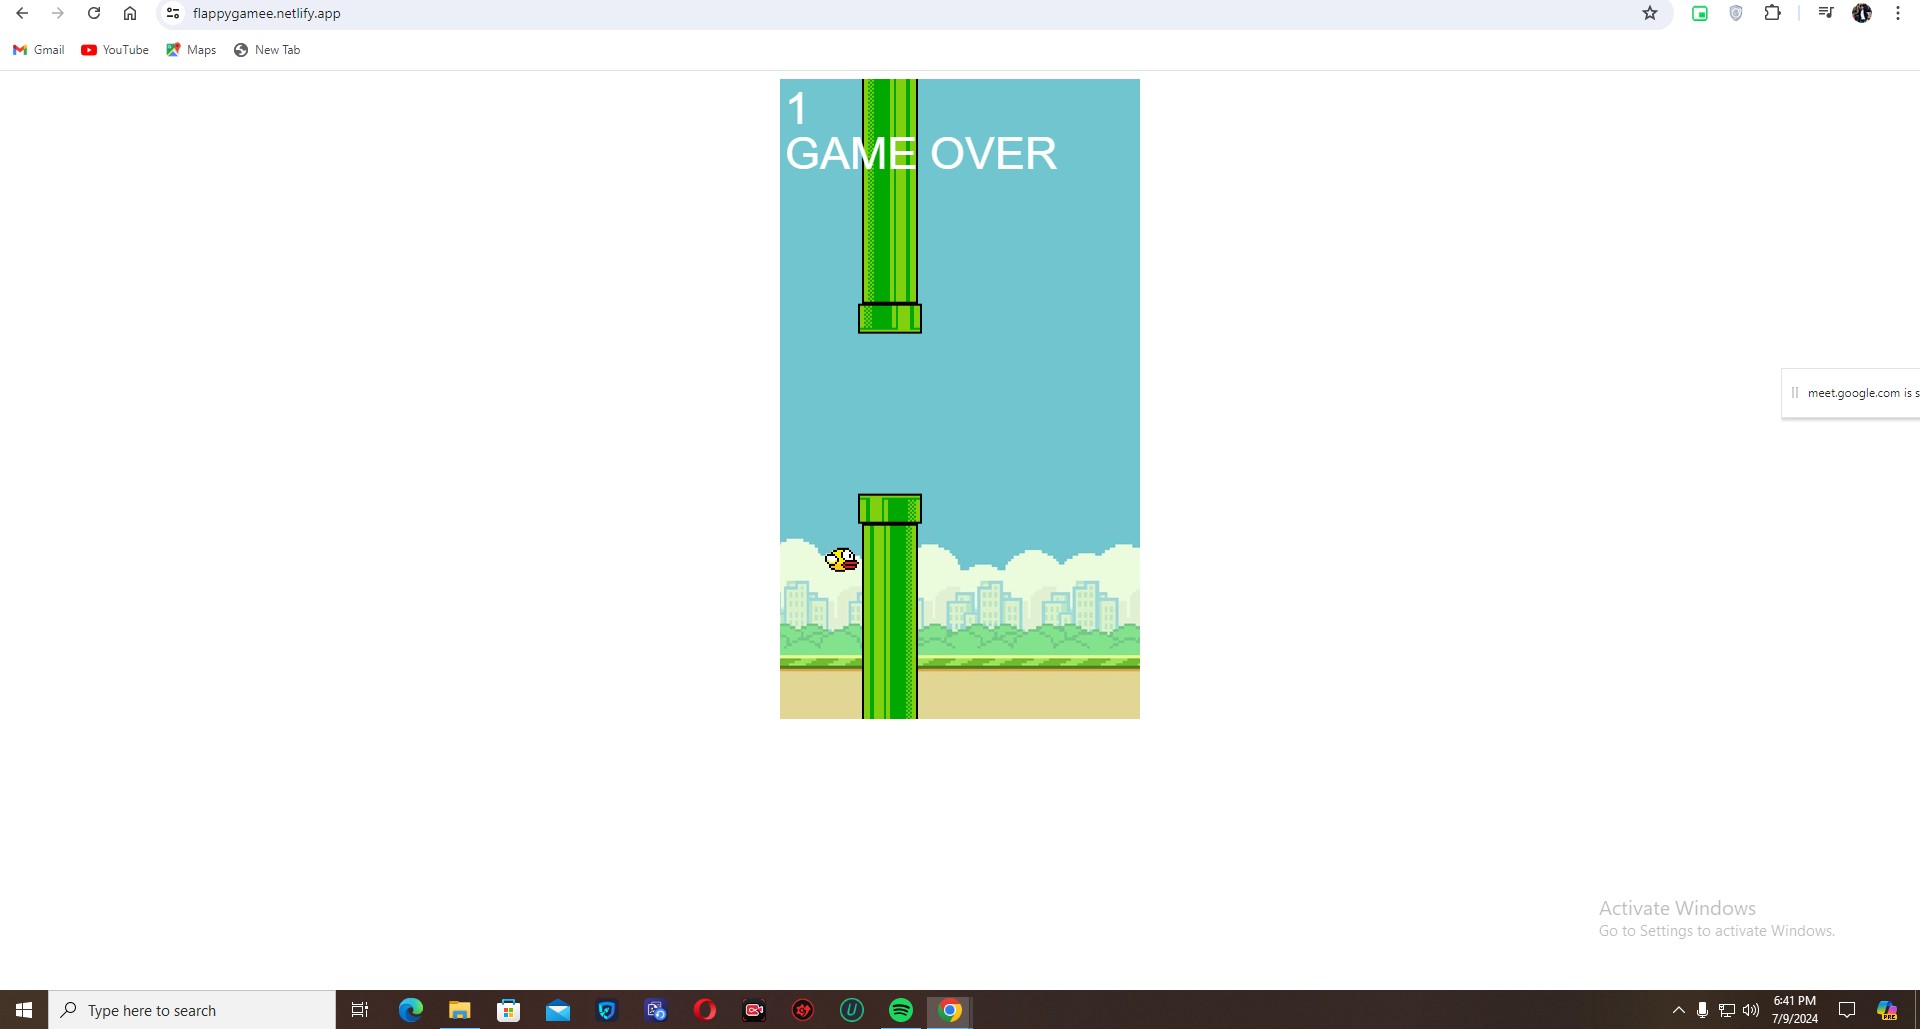 flappygamee.netlify.app
Gmail YouTube Maps New Tab
1
GAME OVER
meet.google.com is s
Activate Windows
Go to Settings to activate Windows.
Type here to search
6:41 PM
7/9/2024